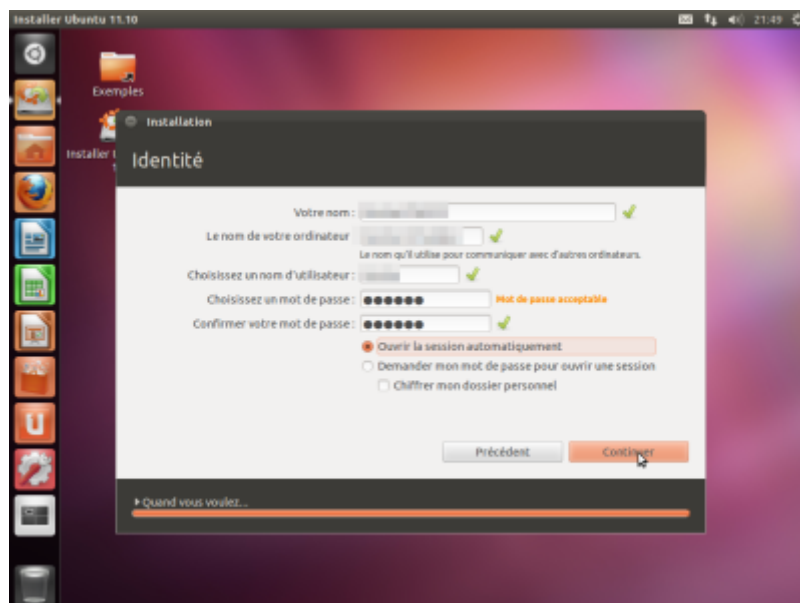 Installer Ubuntu 11.10
21:49
Exemples
Installer
Installation
Identité
Votre nom :
Le nom de votre ordinateur
Le nom qu'il utilise pour communiquer avec d'autres ordinateurs.
Choisissez un nom d'utilisateur :
Choisissez un mot de passe : Mot de passe acceptable
Confirmer votre mot de passe :
Ouvrir la session automatiquement
Demander mon mot de passe pour ouvrir une session
Chiffrer mon dossier personnel
Précédent Continuer
Quand vous voulez...